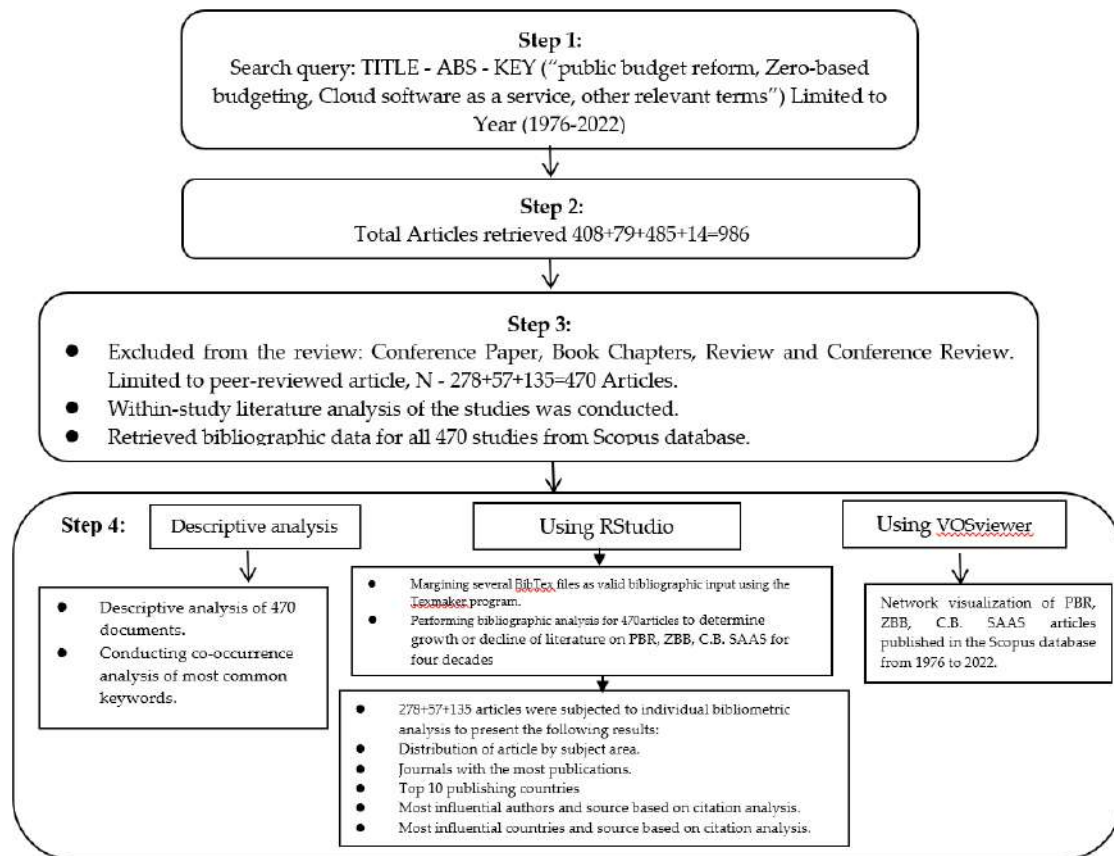 Step 1:
Search query: TITLE - ABS - KEY (“public budget reform, Zero-based
budgeting, Cloud software as a service, other relevant terms”) Limited to
Year (1976-2022)
Step 2:
Total Articles retrieved 408+79+485+14=986
Step 3:
● Excluded from the review: Conference Paper, Book Chapters, Review and Conference Review.
Limited to peer-reviewed article, N - 278+57+135=470 Articles.
● Within-study literature analysis of the studies was conducted.
● Retrieved bibliographic data for all 470 studies from Scopus database.
Step 4:
Descriptive analysis
● Descriptive analysis of 470
documents.
● Conducting co-occurrence
analysis of most common
keywords.
Using RStudio
● Margining several BibTex files as valid bibliographic input using the
Texmaker program.
● Performing bibliographic analysis for 470articles to determine
growth or decline of literature on PBR, ZBB, C.B. SAAS for
four decades
● 278+57+135 articles were subjected to individual bibliometric
analysis to present the following results:
● Distribution of article by subject area.
● Journals with the most publications.
● Top 10 publishing countries
● Most influential authors and source based on citation analysis.
● Most influential countries and source based on citation analysis.
Using VOSviewer
Network visualization of PBR,
ZBB, C.B. SAAS articles
published in the Scopus database
from 1976 to 2022.